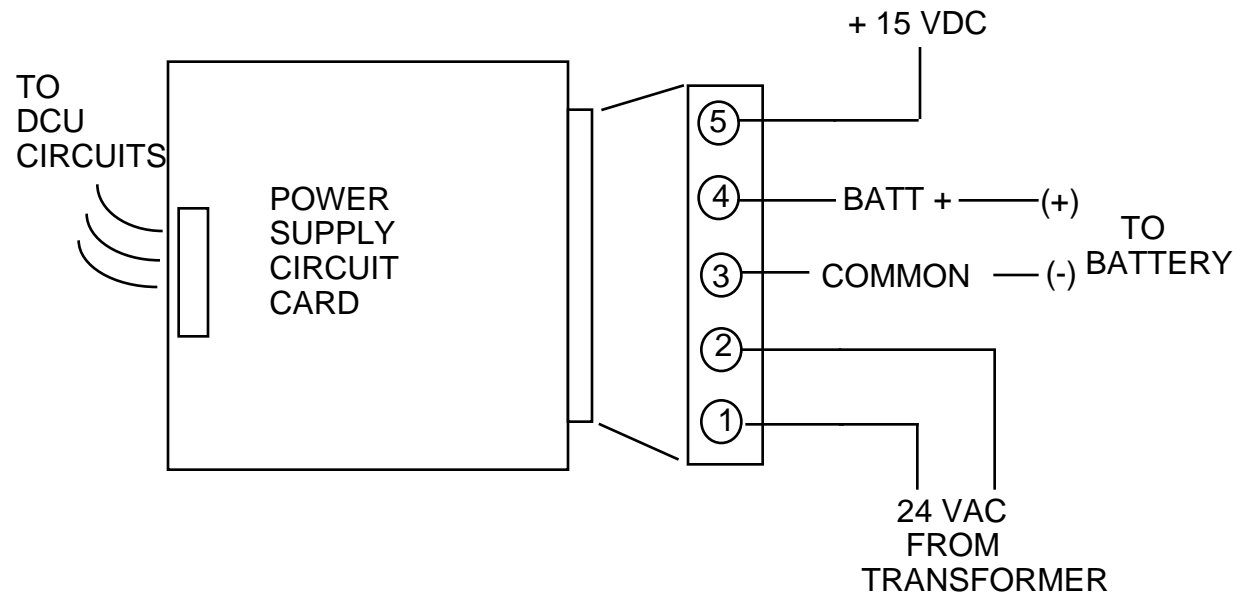 + 15 VDC
TO
DCU
CIRCUITS
POWER
SUPPLY
CIRCUIT
CARD
5
4
BATT +
(+)
3
COMMON
(-)
TO
BATTERY
2
1
24 VAC
FROM
TRANSFORMER